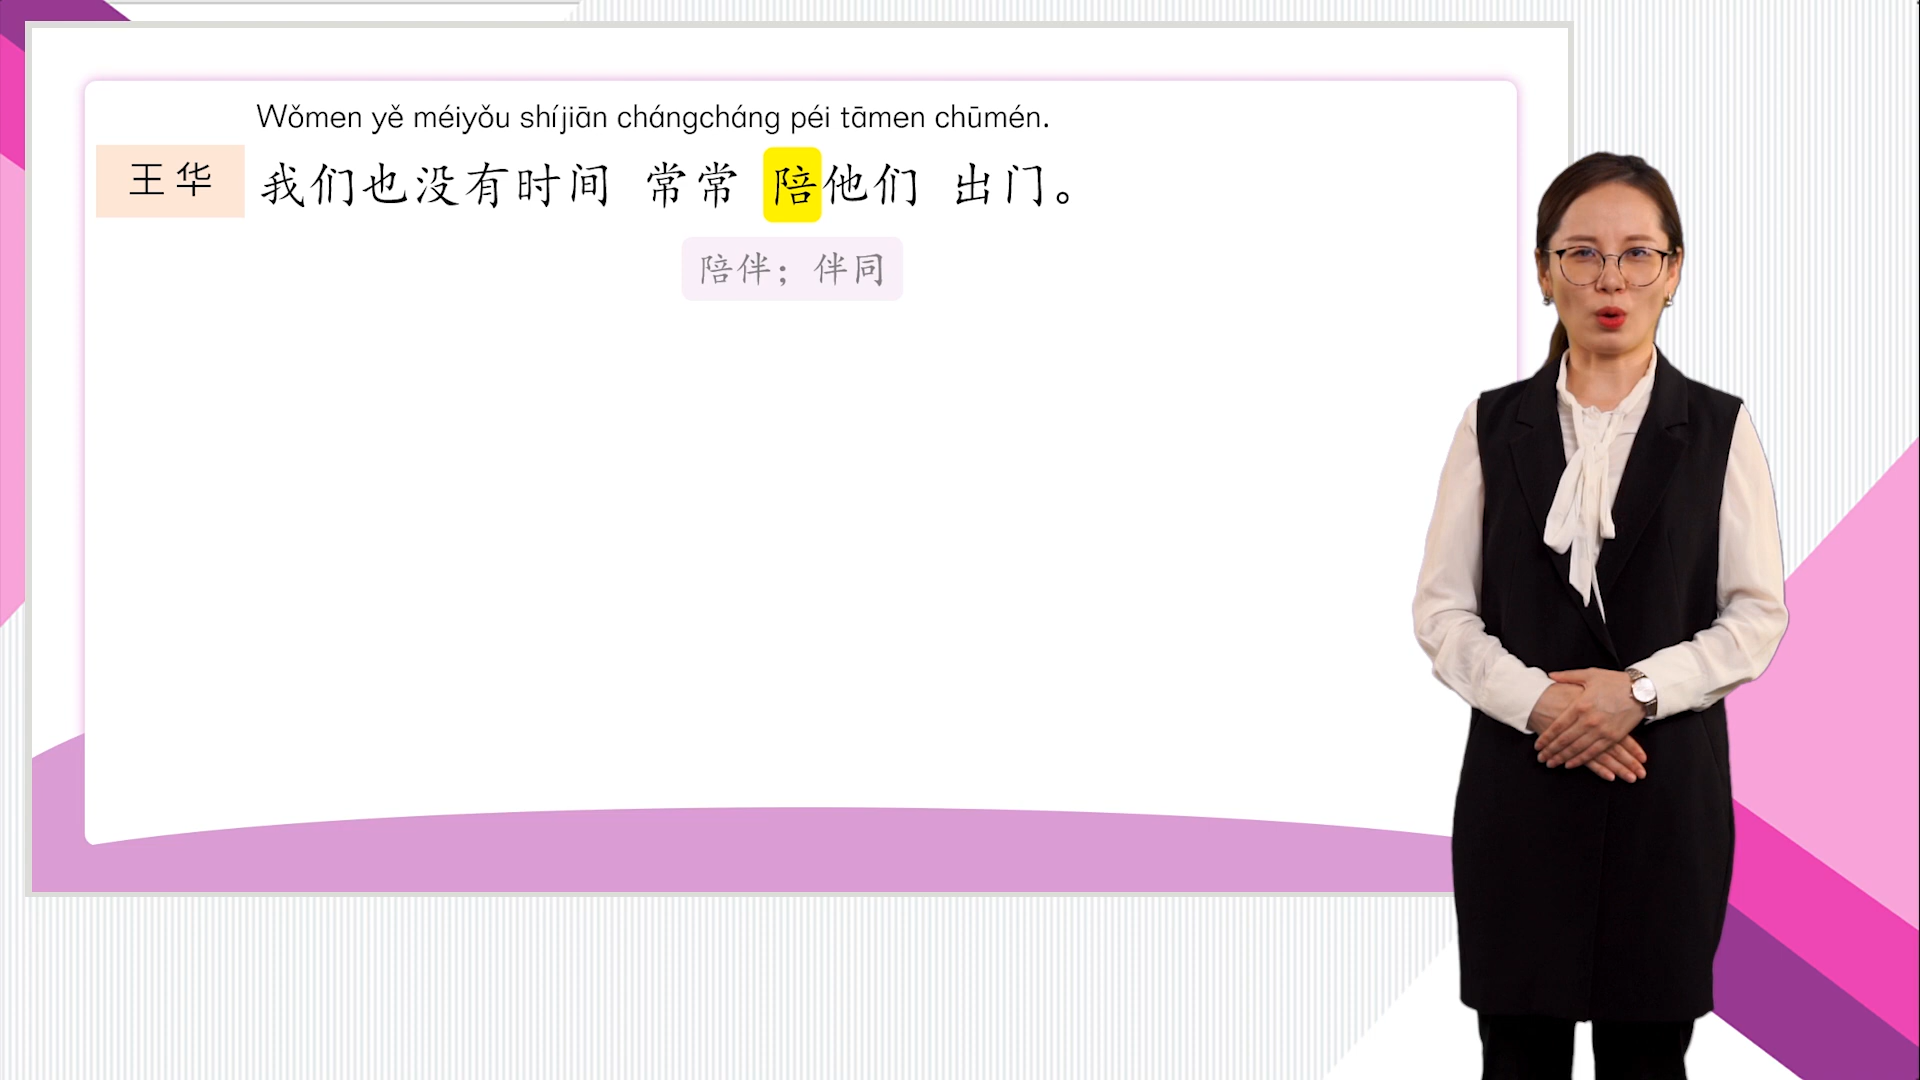 Wǒmen yě méiyǒu shíjiān chángcháng péi tāmen chūmén.
王华 我们也没有时间 常常 陪他们 出门。
陪伴；伴同